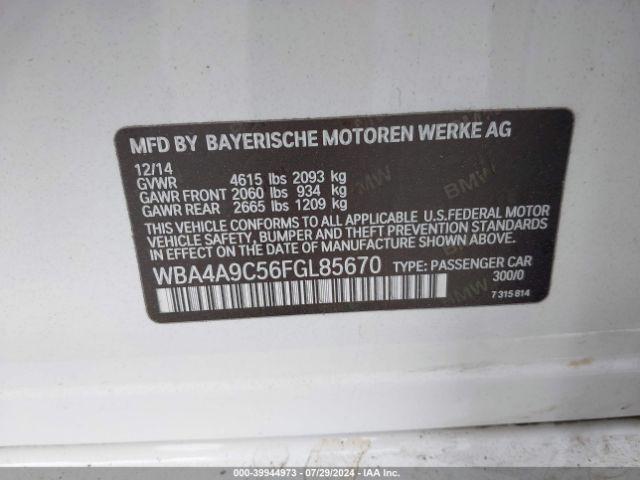 MFD BY BAYERISCHE MOTOREN WERKE AG
12/14
GVWR 4615 lbs 2093 kg
GAWR FRONT 2060 lbs 934 kg
GAWR REAR 2665 lbs 1209 kg
THIS VEHICLE CONFORMS TO ALL APPLICABLE U.S.FEDERAL MOTOR
VEHICLE SAFETY, BUMPER, AND THEFT PREVENTION STANDARDS
IN EFFECT ON THE DATE OF MANUFACTURE SHOWN ABOVE.
WBA4A9C56FGL85670 TYPE: PASSENGER CAR
300/0
7 315 814
BMW
BMW
BMW
000-39944973 / 07/29/2024 - IAA, Inc.